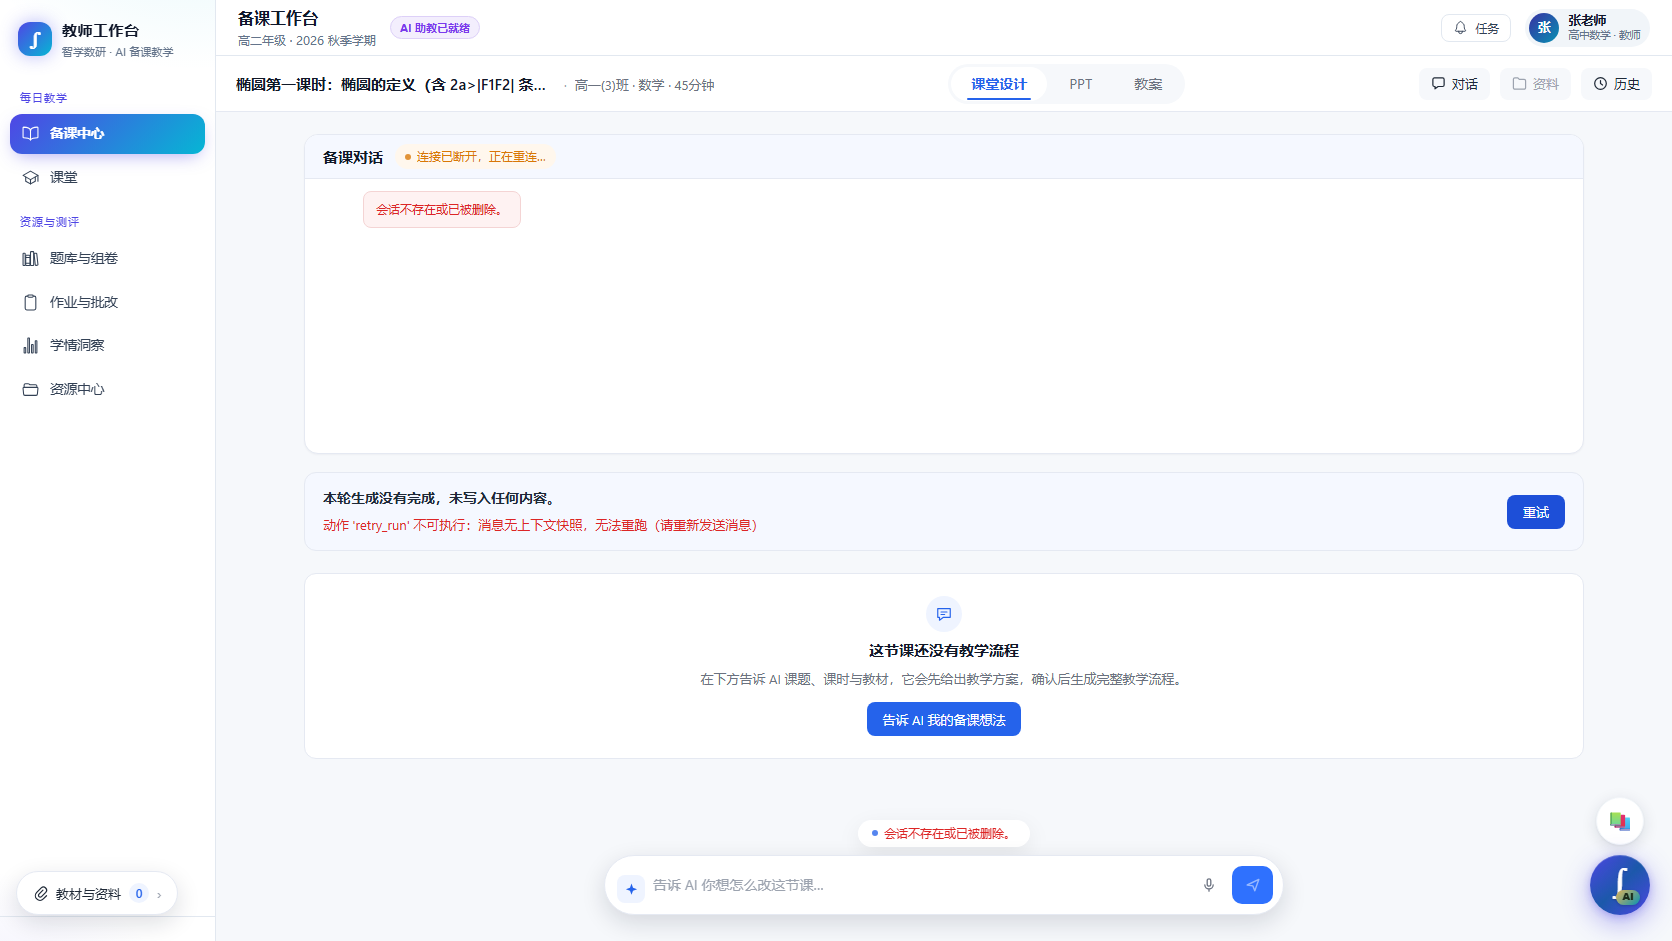 教师工作台
智学数研 · AI 备课教学
每日教学
备课中心
课堂
资源与测评
题库与组卷
作业与批改
学情洞察
资源中心
教材与资料 0 ›
备课工作台
高二年级 · 2026 秋季学期
AI 助教已就绪
任务
张
张老师
高中数学 · 教师
椭圆第一课时：椭圆的定义（含 2a>|F1F2| 条...
· 高一(3)班 · 数学 · 45分钟
课堂设计
PPT
教案
对话
资料
历史
备课对话
连接已断开，正在重连...
会话不存在或已被删除。
本轮生成没有完成，未写入任何内容。
动作 'retry_run' 不可执行：消息无上下文快照，无法重跑（请重新发送消息）
重试
这节课还没有教学流程
在下方告诉 AI 课题、课时与教材，它会先给出教学方案，确认后生成完整教学流程。
告诉 AI 我的备课想法
会话不存在或已被删除。
告诉 AI 你想怎么改这节课...
AI